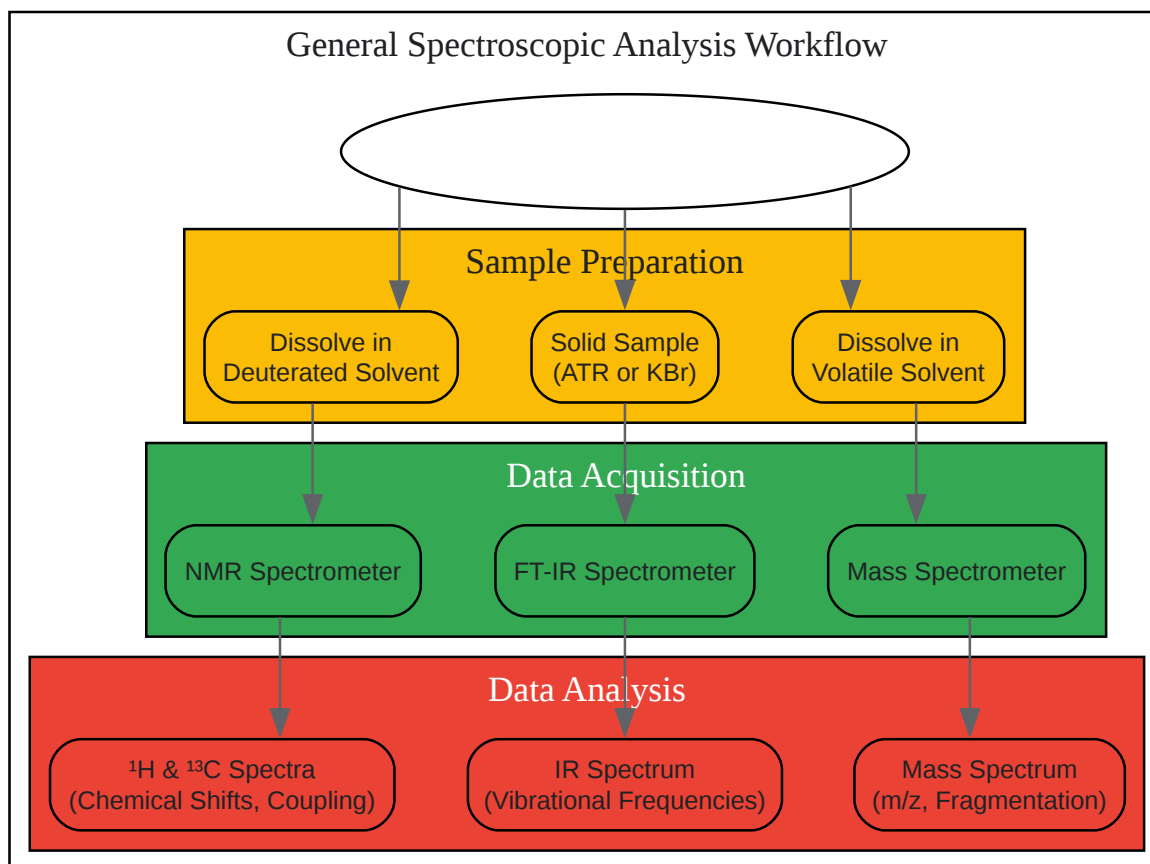 General Spectroscopic Analysis Workflow
Sample Preparation
Dissolve in
Deuterated Solvent
Solid Sample
(ATR or KBr)
Dissolve in
Volatile Solvent
Data Acquisition
NMR Spectrometer
FT-IR Spectrometer
Mass Spectrometer
Data Analysis
¹H & ¹³C Spectra
(Chemical Shifts, Coupling)
IR Spectrum
(Vibrational Frequencies)
Mass Spectrum
(m/z, Fragmentation)